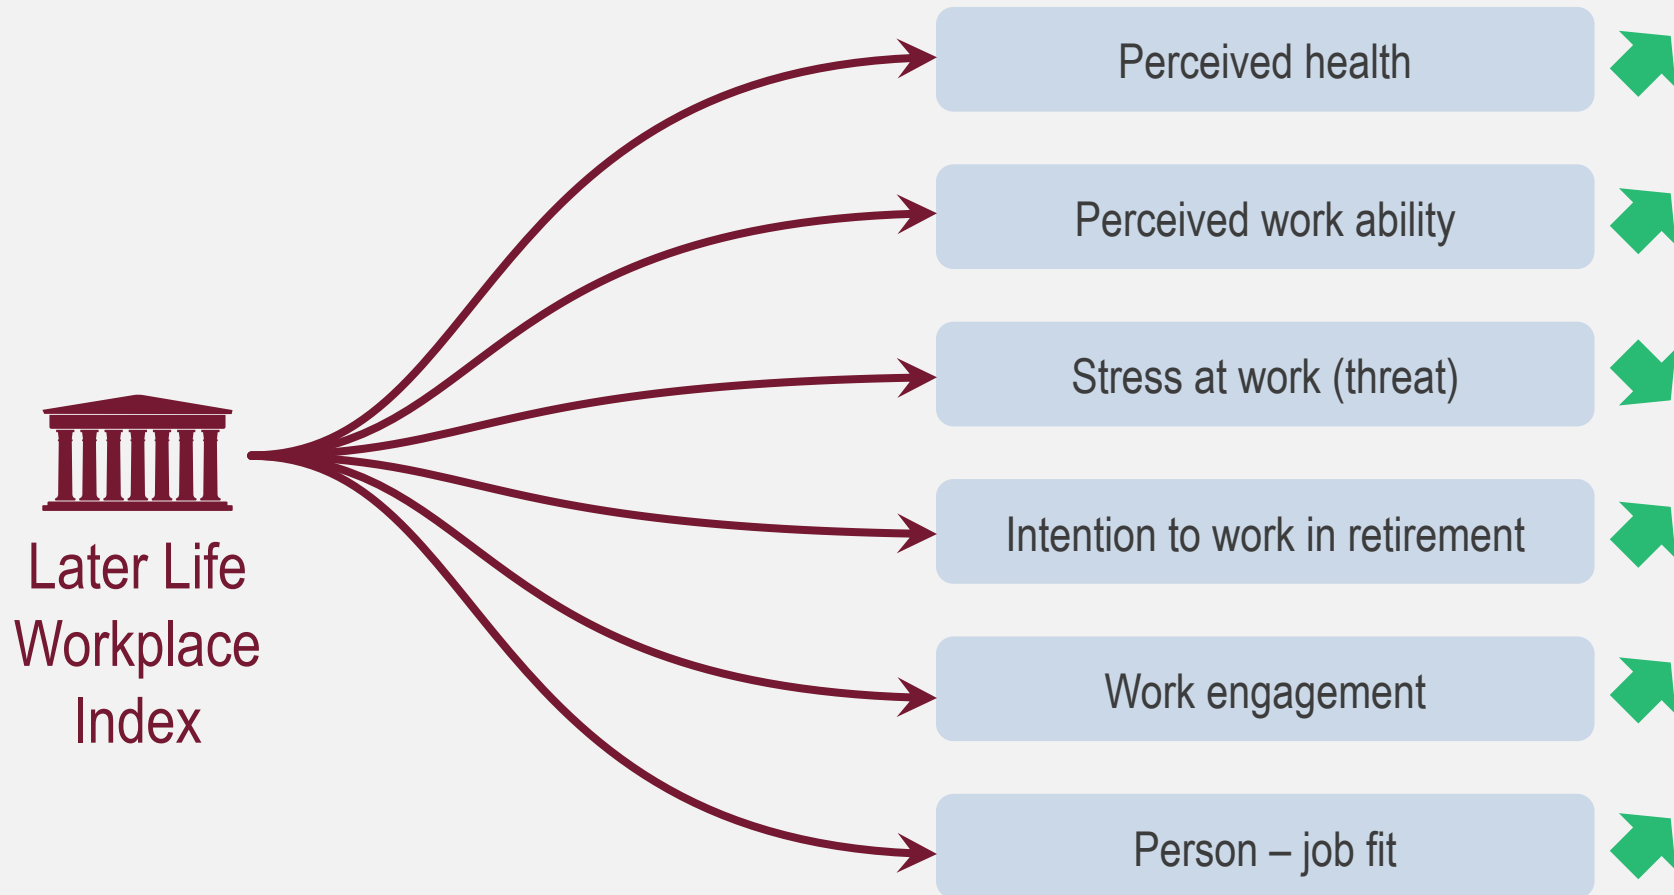 Perceived health
Perceived work ability
Stress at work (threat)
Intention to work in retirement
Work engagement
Person – job fit
Later Life
Workplace
Index